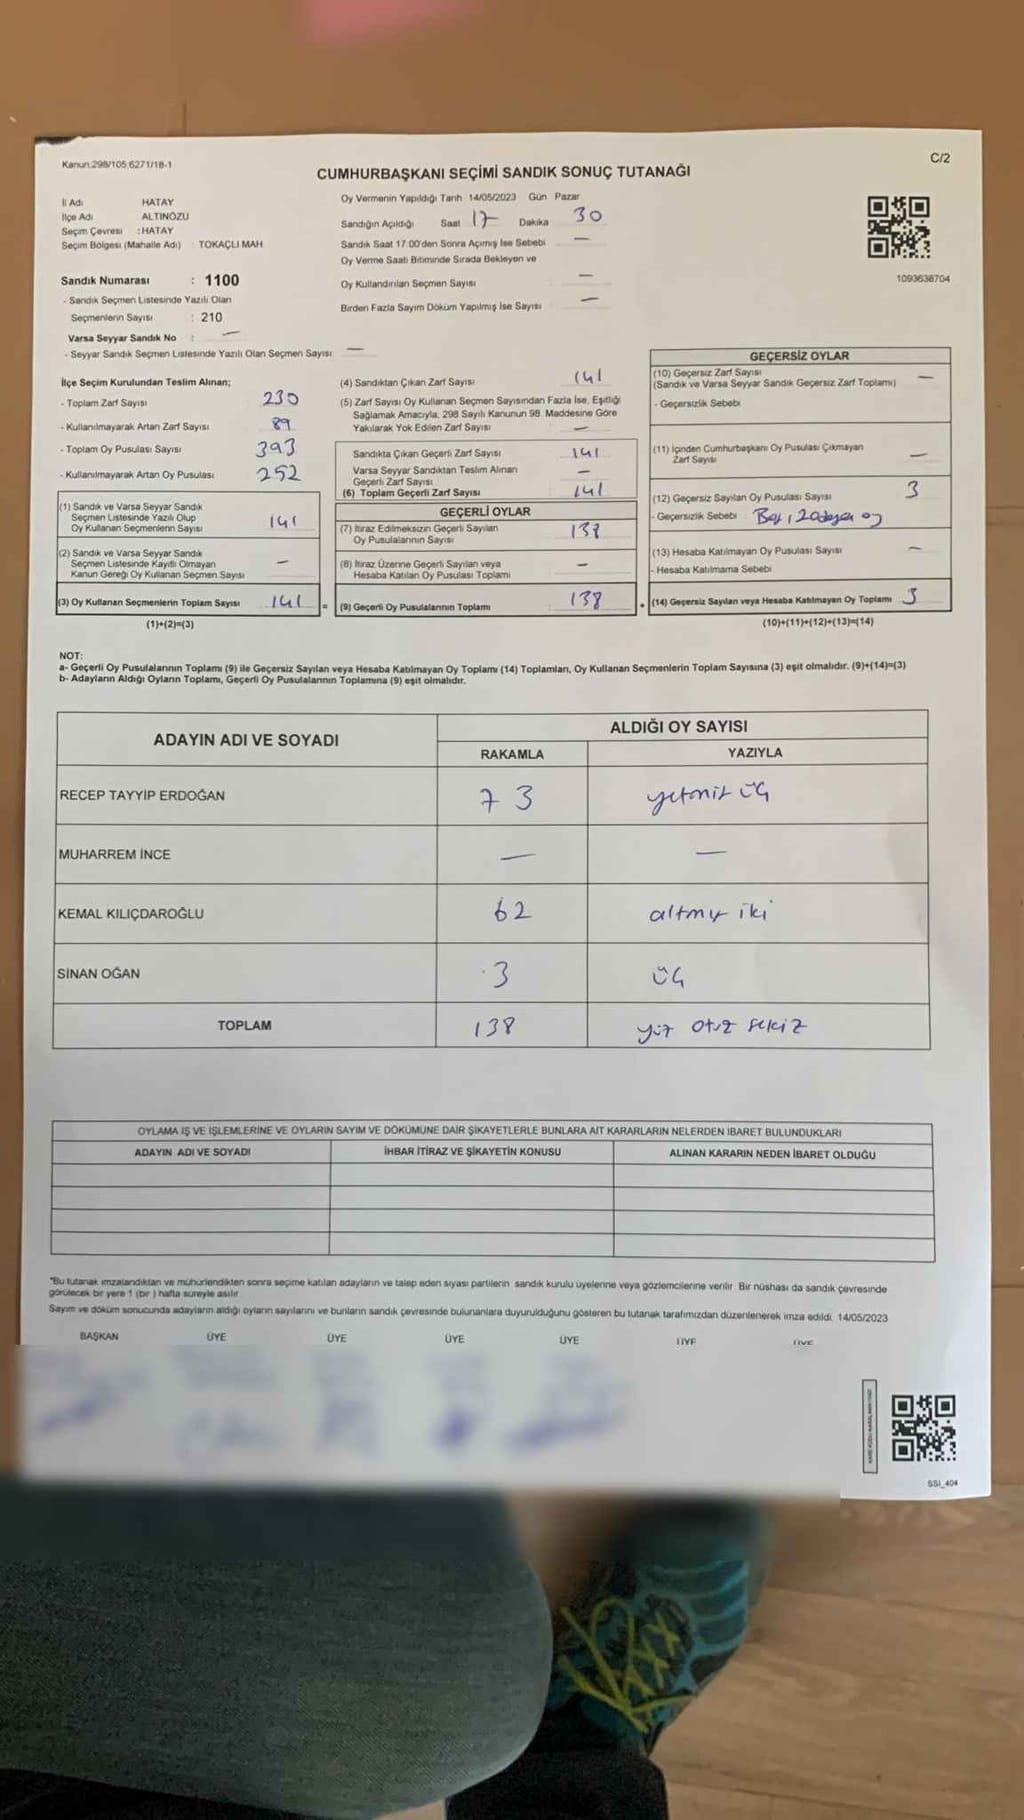 Kanun.298/105,6271/18-1
C/2
CUMHURBAŞKANI SEÇİMİ SANDIK SONUÇ TUTANAĞI
İl Adı HATAY
İlçe Adı ALTINÖZÜ
Seçim Çevresi :HATAY
Seçim Bölgesi (Mahalle Adı) TOKAÇLI MAH
Sandık Numarası : 1100
- Sandık Seçmen Listesinde Yazılı Olan
Seçmenlerin Sayısı : 210
Varsa Seyyar Sandık No : —
- Seyyar Sandık Seçmen Listesinde Yazılı Olan Seçmen Sayısı: —
Oy Vermenin Yapıldığı Tarih 14/05/2023 Gün Pazar
Sandığın Açıldığı Saat 17 Dakika 30
Sandık Saat 17:00'den Sonra Açımış İse Sebebi —
Oy Verme Saati Bitiminde Sırada Bekleyen ve
Oy Kullandırılan Seçmen Sayısı —
Birden Fazla Sayım Döküm Yapılmış İse Sayısı —
1093638704
İlçe Seçim Kurulundan Teslim Alınan;
- Toplam Zarf Sayısı 230
- Kullanılmayarak Artan Zarf Sayısı 89
- Toplam Oy Pusulası Sayısı 393
- Kullanılmayarak Artan Oy Pusulası 252
(1) Sandık ve Varsa Seyyar Sandık
Seçmen Listesinde Yazılı Olup
Oy Kullanan Seçmenlerin Sayısı 141
(2) Sandık ve Varsa Seyyar Sandık
Seçmen Listesinde Kayıtlı Olmayan
Kanun Gereği Oy Kullanan Seçmen Sayısı —
(3) Oy Kullanan Seçmenlerin Toplam Sayısı 141 =
(1)+(2)=(3)
(4) Sandıktan Çıkan Zarf Sayısı 141
(5) Zarf Sayısı Oy Kullanan Seçmen Sayısından Fazla İse, Eşitliği
Sağlamak Amacıyla, 298 Sayılı Kanunun 98. Maddesine Göre
Yakılarak Yok Edilen Zarf Sayısı —
Sandıkta Çıkan Geçerli Zarf Sayısı 141
Varsa Seyyar Sandıktan Teslim Alınan
Geçerli Zarf Sayısı —
(6) Toplam Geçerli Zarf Sayısı 141
GEÇERLİ OYLAR
(7) İtiraz Edilmeksizin Geçerli Sayılan
Oy Pusulalarının Sayısı 138
(8) İtiraz Üzerine Geçerli Sayılan veya
Hesaba Katılan Oy Pusulası Toplamı —
(9) Geçerli Oy Pusulalarının Toplamı 138 +
GEÇERSİZ OYLAR
(10) Geçersiz Zarf Sayısı
(Sandık ve Varsa Seyyar Sandık Geçersiz Zarf Toplamı) —
- Geçersizlik Sebebi
(11) İçinden Cumhurbaşkanı Oy Pusulası Çıkmayan
Zarf Sayısı —
(12) Geçersiz Sayılan Oy Pusulası Sayısı 3
- Geçersizlik Sebebi Boş, 2 adaya oy
(13) Hesaba Katılmayan Oy Pusulası Sayısı —
- Hesaba Katılmama Sebebi
(14) Geçersiz Sayılan veya Hesaba Katılmayan Oy Toplamı 3
(10)+(11)+(12)+(13)=(14)
NOT:
a- Geçerli Oy Pusulalarının Toplamı (9) ile Geçersiz Sayılan veya Hesaba Katılmayan Oy Toplamı (14) Toplamları, Oy Kullanan Seçmenlerin Toplam Sayısına (3) eşit olmalıdır. (9)+(14)=(3)
b- Adayların Aldığı Oyların Toplamı, Geçerli Oy Pusulalarının Toplamına (9) eşit olmalıdır.
ADAYIN ADI VE SOYADI
ALDIĞI OY SAYISI
RAKAMLA YAZIYLA
RECEP TAYYİP ERDOĞAN 73 yetmiş üç
MUHARREM İNCE — —
KEMAL KILIÇDAROĞLU 62 altmış iki
SİNAN OĞAN 3 üç
TOPLAM 138 yüz otuz sekiz
OYLAMA İŞ VE İŞLEMLERİNE VE OYLARIN SAYIM VE DÖKÜMÜNE DAİR ŞİKAYETLERLE BUNLARA AİT KARARLARIN NELERDEN İBARET BULUNDUKLARI
ADAYIN ADI VE SOYADI İHBAR İTİRAZ VE ŞİKAYETİN KONUSU ALINAN KARARIN NEDEN İBARET OLDUĞU
*Bu tutanak imzalandıktan ve mühürlendikten sonra seçime katılan adayların ve talep eden siyasi partilerin sandık kurulu üyelerine veya gözlemcilerine verilir. Bir nüshası da sandık çevresinde
görülecek bir yere 1 (bir ) hafta süreyle asılır.
Sayım ve döküm sonucunda adayların aldığı oyların sayılarını ve bunların sandık çevresinde bulunanlara duyurulduğunu gösteren bu tutanak tarafımızdan düzenlenerek imza edildi. 14/05/2023
BAŞKAN ÜYE ÜYE ÜYE ÜYE ÜYE ÜYE
SSI_404